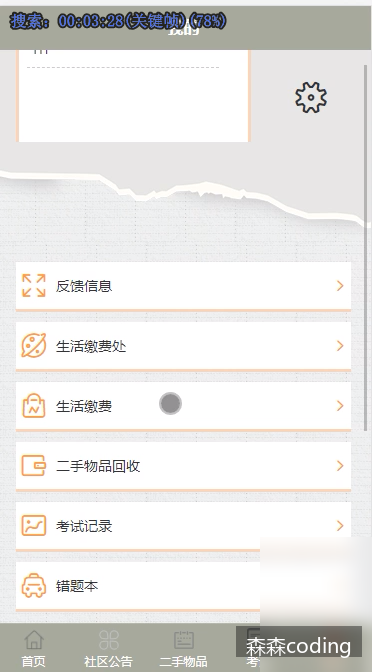 搜索: 00:03:28(关键帧)(78%)
我的
反馈信息
生活缴费处
生活缴费
二手物品回收
考试记录
错题本
首页
社区公告
二手物品
森森coding